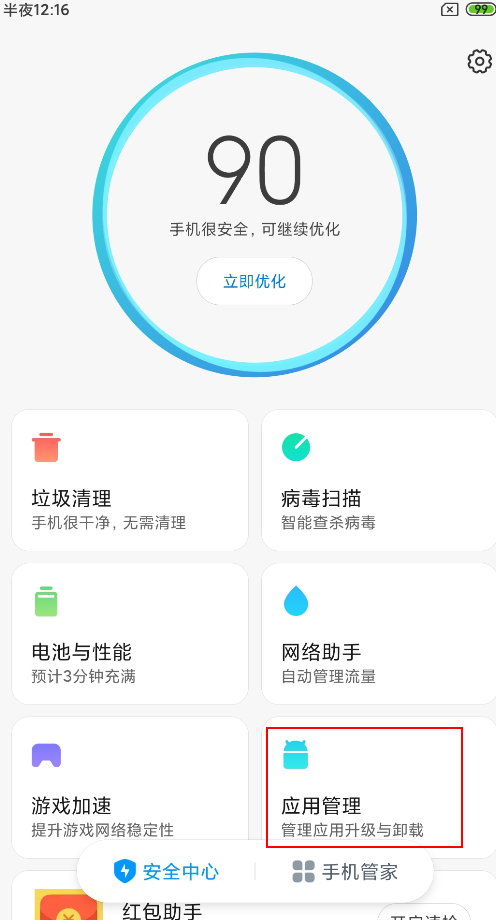 半夜12:16
99
90
手机很安全，可继续优化
立即优化
垃圾清理
手机很干净，无需清理
病毒扫描
智能查杀病毒
电池与性能
预计3分钟充满
网络助手
自动管理流量
游戏加速
提升游戏网络稳定性
应用管理
管理应用升级与卸载
安全中心
手机管家
红包助手
开启请检